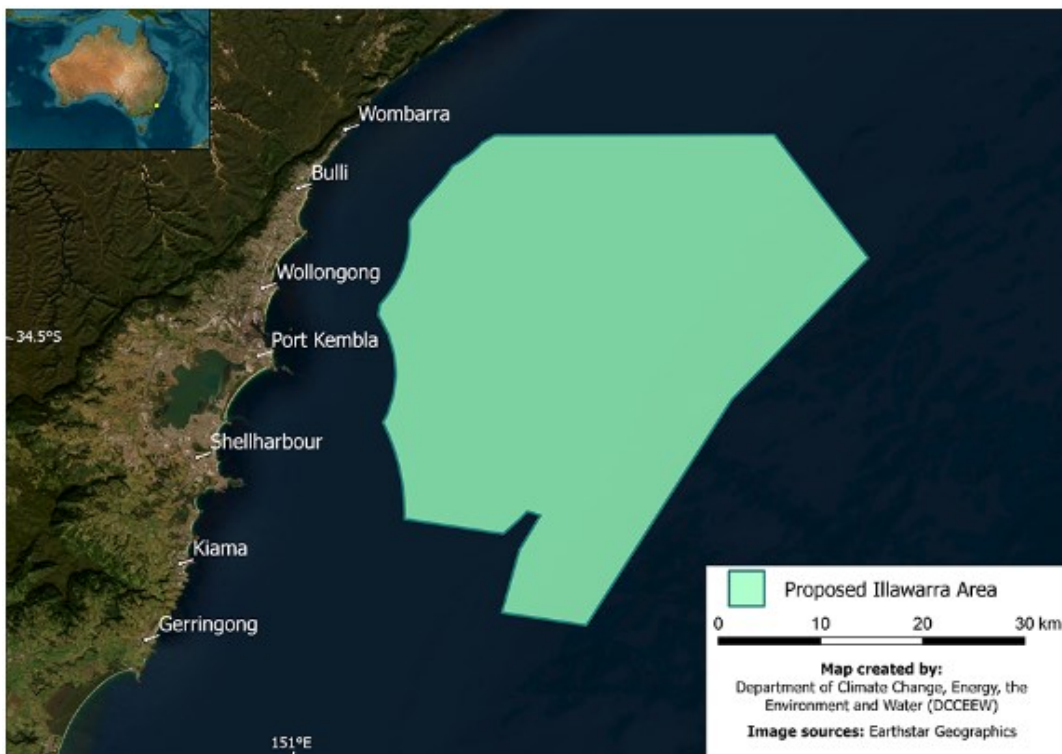 Wombarra
Bulli
Wollongong
34.5°S
Port Kembla
Shellharbour
Kiama
Gerringong
151°E
Proposed Illawarra Area
0 10 20 30 km
Map created by:
Department of Climate Change, Energy, the
Environment and Water (DCCEEW)
Image sources: Earthstar Geographics